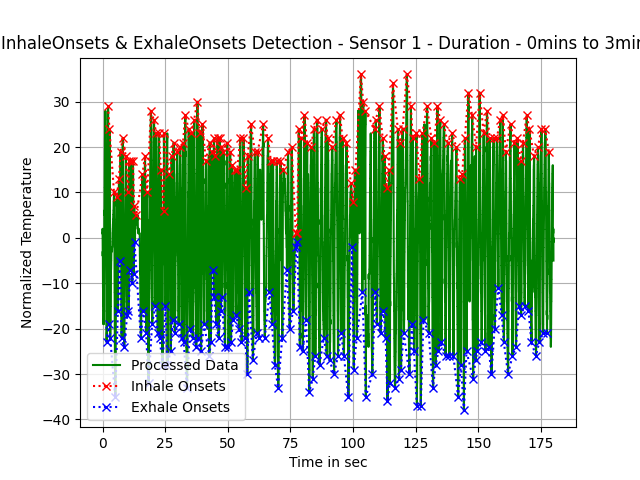 InhaleOnsets & ExhaleOnsets Detection - Sensor 1 - Duration - 0mins to 3min
Normalized Temperature
30
20
10
0
−10
−20
−30
−40
Processed Data
Inhale Onsets
Exhale Onsets
0 25 50 75 100 125 150 175
Time in sec